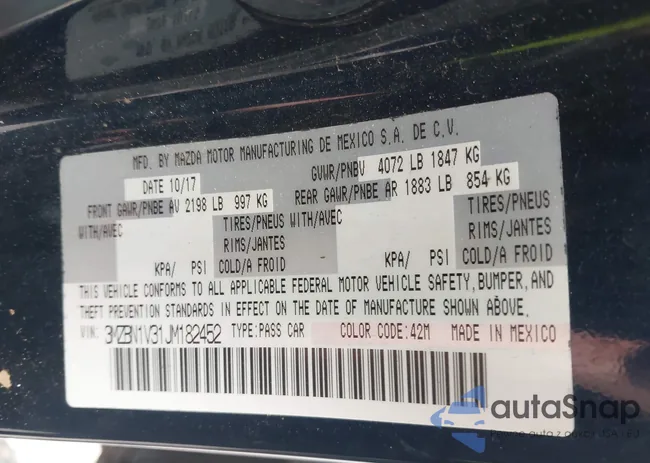 MFD. BY MAZDA MOTOR MANUFACTURING DE MEXICO S.A. DE C.V.
DATE 10/17 GVWR/PNBV 4072 LB 1847 KG
FRONT GAWR/PNBE AV 2198 LB 997 KG REAR GAWR/PNBE AR 1883 LB 854 KG
WITH/AVEC TIRES/PNEUS WITH/AVEC TIRES/PNEUS
RIMS/JANTES RIMS/JANTES
KPA/ PSI COLD/A FROID KPA/ PSI COLD/A FROID
THIS VEHICLE CONFORMS TO ALL APPLICABLE FEDERAL MOTOR VEHICLE SAFETY, BUMPER, AND
THEFT PREVENTION STANDARDS IN EFFECT ON THE DATE OF MANUFACTURE SHOWN ABOVE.
VIN: 3MZBN1V31JM182452 TYPE:PASS CAR COLOR CODE:42M MADE IN MEXICO
autaSnap